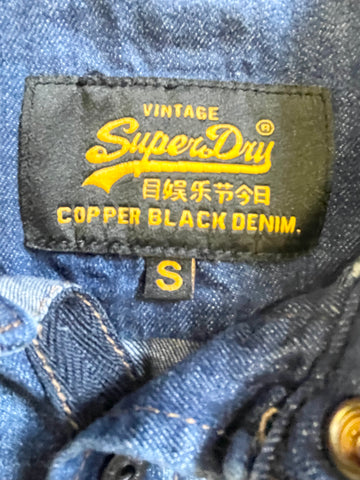 VINTAGE
SuperDry®
目娱乐节今日
COPPER BLACK DENIM.
S